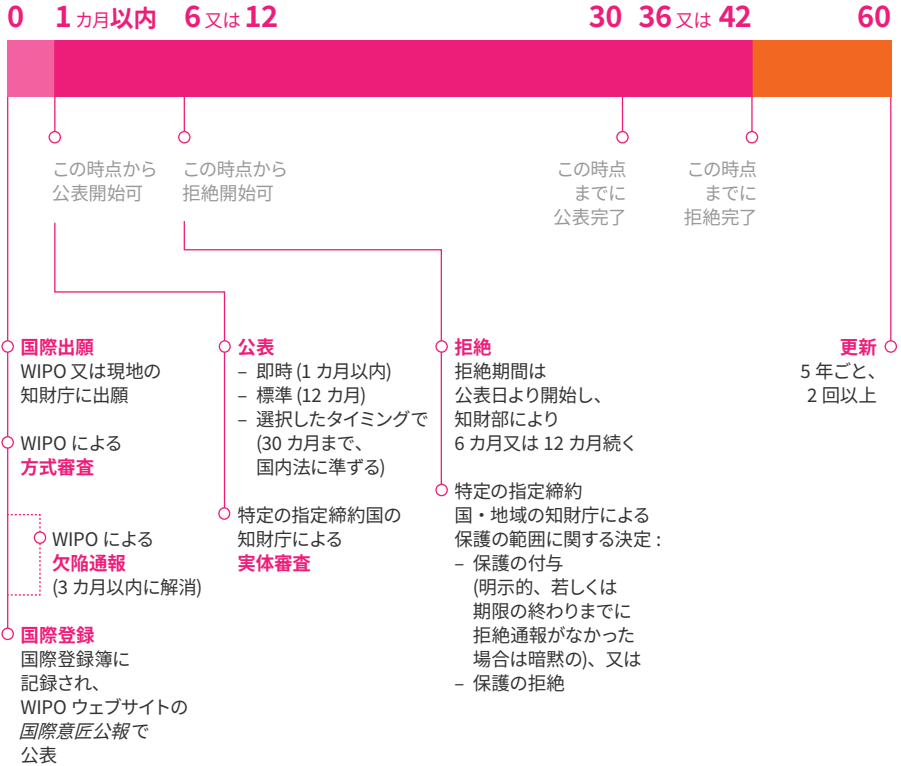 0 1 カ月以内 6 又は 12 30 36 又は 42 60
この時点から
公表開始可
この時点から
拒絶開始可
この時点
までに
公表完了
この時点
までに
拒絶完了
国際出願
WIPO 又は現地の
知財庁に出願
WIPO による
方式審査
WIPO による
欠陥通報
(3 カ月以内に解消)
国際登録
国際登録簿に
記録され、
WIPO ウェブサイトの
国際意匠公報で
公表
公表
– 即時 (1 カ月以内)
– 標準 (12 カ月)
– 選択したタイミングで
(30 カ月まで、
国内法に準ずる)
特定の指定締約国の
知財庁による
実体審査
拒絶
拒絶期間は
公表日より開始し、
知財部により
6 カ月又は 12 カ月続く
特定の指定締約
国・地域の知財庁による
保護の範囲に関する決定 :
– 保護の付与
(明示的、若しくは
期限の終わりまでに
拒絶通報がなかった
場合は暗黙の)、又は
– 保護の拒絶
更新
5 年ごと、
2 回以上